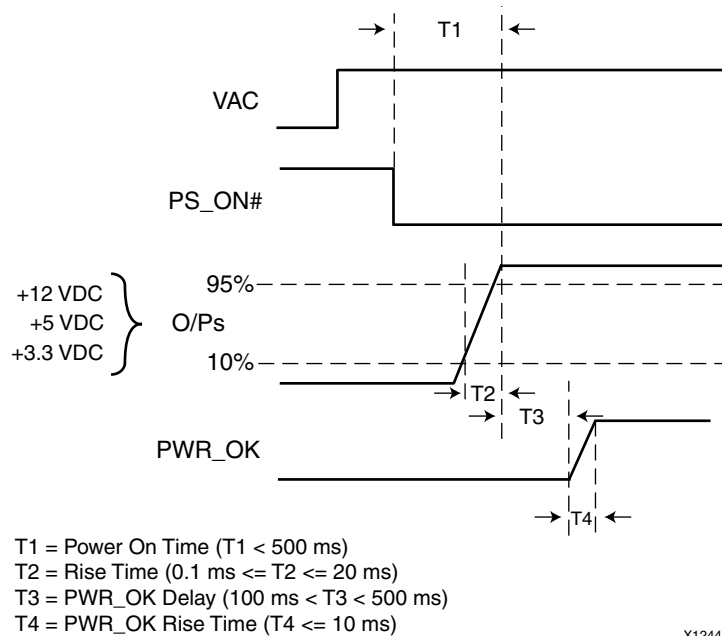 T1
VAC
PS_ON#
+12 VDC
+5 VDC
+3.3 VDC
O/Ps
95%
10%
T2
T3
PWR_OK
T4
T1 = Power On Time (T1 < 500 ms)
T2 = Rise Time (0.1 ms <= T2 <= 20 ms)
T3 = PWR_OK Delay (100 ms < T3 < 500 ms)
T4 = PWR_OK Rise Time (T4 <= 10 ms)
X1244